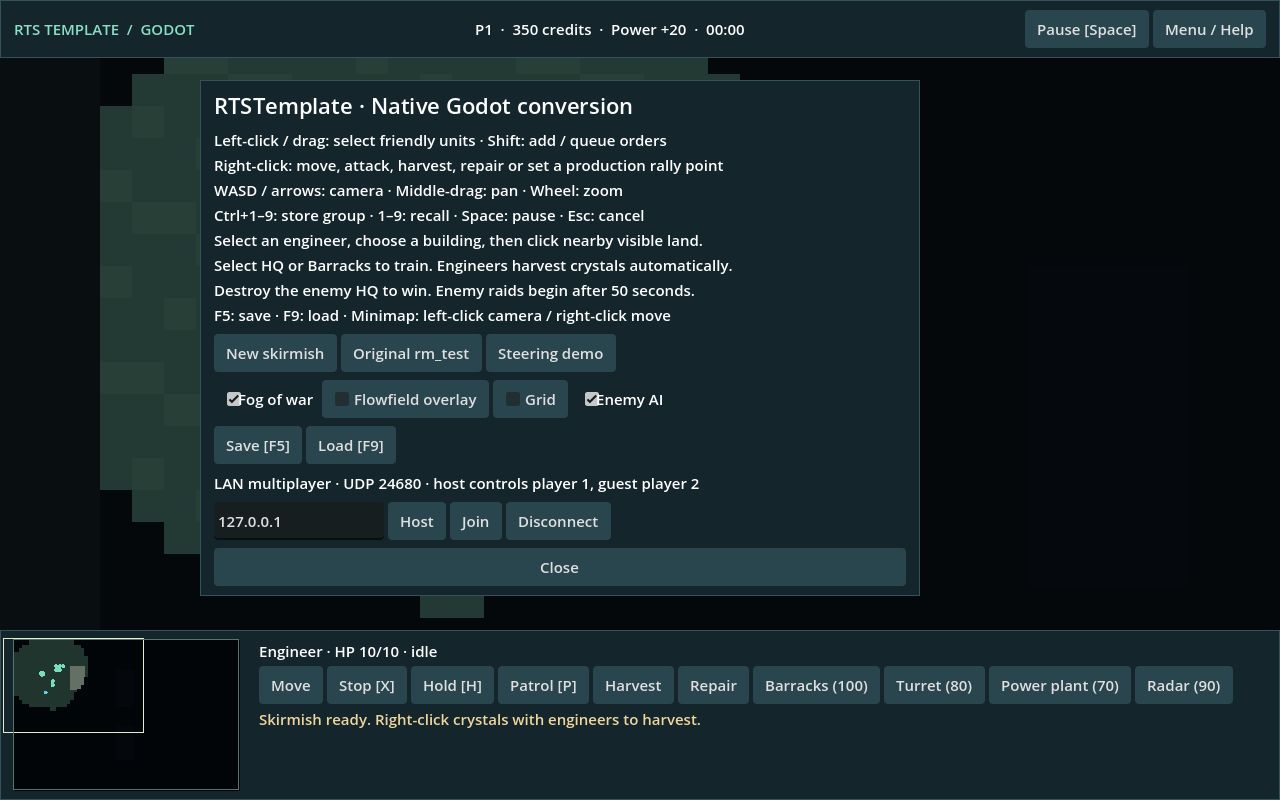 RTS TEMPLATE / GODOT
P1 · 350 credits · Power +20 · 00:00
Pause [Space]
Menu / Help
RTSTemplate · Native Godot conversion
Left-click / drag: select friendly units · Shift: add / queue orders
Right-click: move, attack, harvest, repair or set a production rally point
WASD / arrows: camera · Middle-drag: pan · Wheel: zoom
Ctrl+1–9: store group · 1–9: recall · Space: pause · Esc: cancel
Select an engineer, choose a building, then click nearby visible land.
Select HQ or Barracks to train. Engineers harvest crystals automatically.
Destroy the enemy HQ to win. Enemy raids begin after 50 seconds.
F5: save · F9: load · Minimap: left-click camera / right-click move
New skirmish
Original rm_test
Steering demo
Fog of war
Flowfield overlay
Grid
Enemy AI
Save [F5]
Load [F9]
LAN multiplayer · UDP 24680 · host controls player 1, guest player 2
127.0.0.1
Host
Join
Disconnect
Close
Engineer · HP 10/10 · idle
Move
Stop [X]
Hold [H]
Patrol [P]
Harvest
Repair
Barracks (100)
Turret (80)
Power plant (70)
Radar (90)
Skirmish ready. Right-click crystals with engineers to harvest.